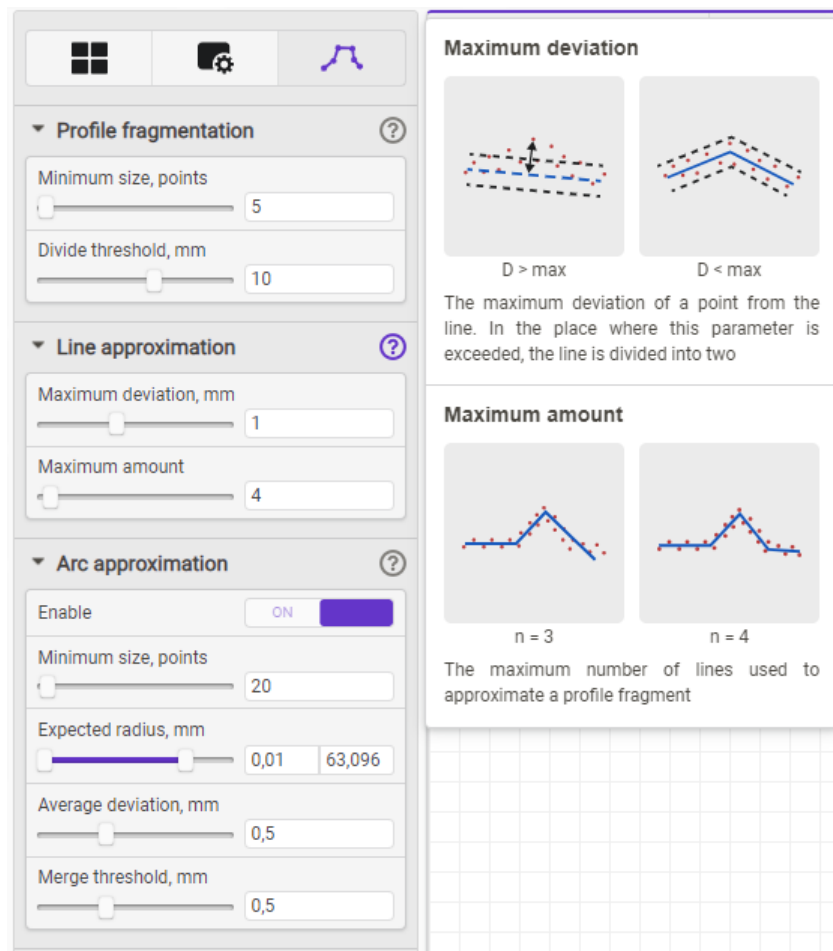 Profile fragmentation
Minimum size, points
5
Divide threshold, mm
10
Line approximation
Maximum deviation, mm
1
Maximum amount
4
Arc approximation
Enable
ON
Minimum size, points
20
Expected radius, mm
0,01 63,096
Average deviation, mm
0,5
Merge threshold, mm
0,5
Maximum deviation
D > max D < max
The maximum deviation of a point from the
line. In the place where this parameter is
exceeded, the line is divided into two
Maximum amount
n = 3 n = 4
The maximum number of lines used to
approximate a profile fragment